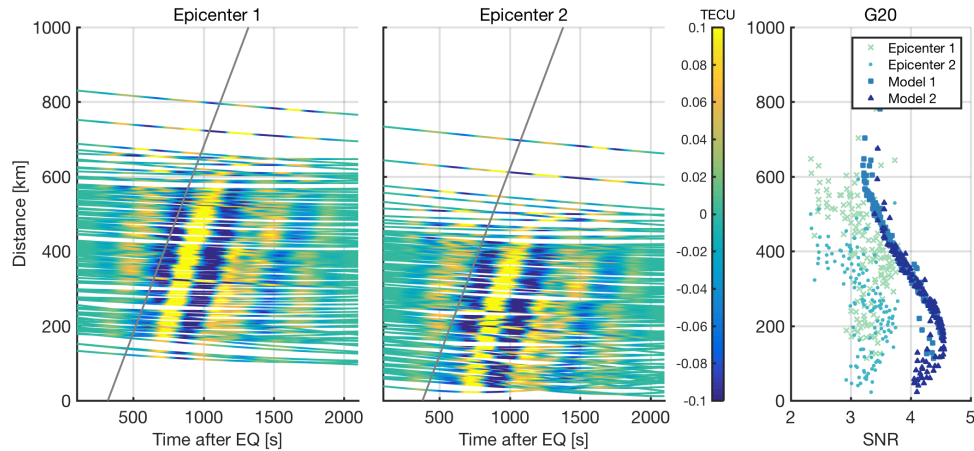 Epicenter 1
Epicenter 2
TECU
G20
Distance [km]
1000
800
600
400
200
0
500
1000
1500
2000
Time after EQ [s]
500
1000
1500
2000
Time after EQ [s]
0.1
0.08
0.06
0.04
0.02
0
-0.02
-0.04
-0.06
-0.08
-0.1
1000
800
600
400
200
0
2
3
4
5
SNR
Epicenter 1
Epicenter 2
Model 1
Model 2